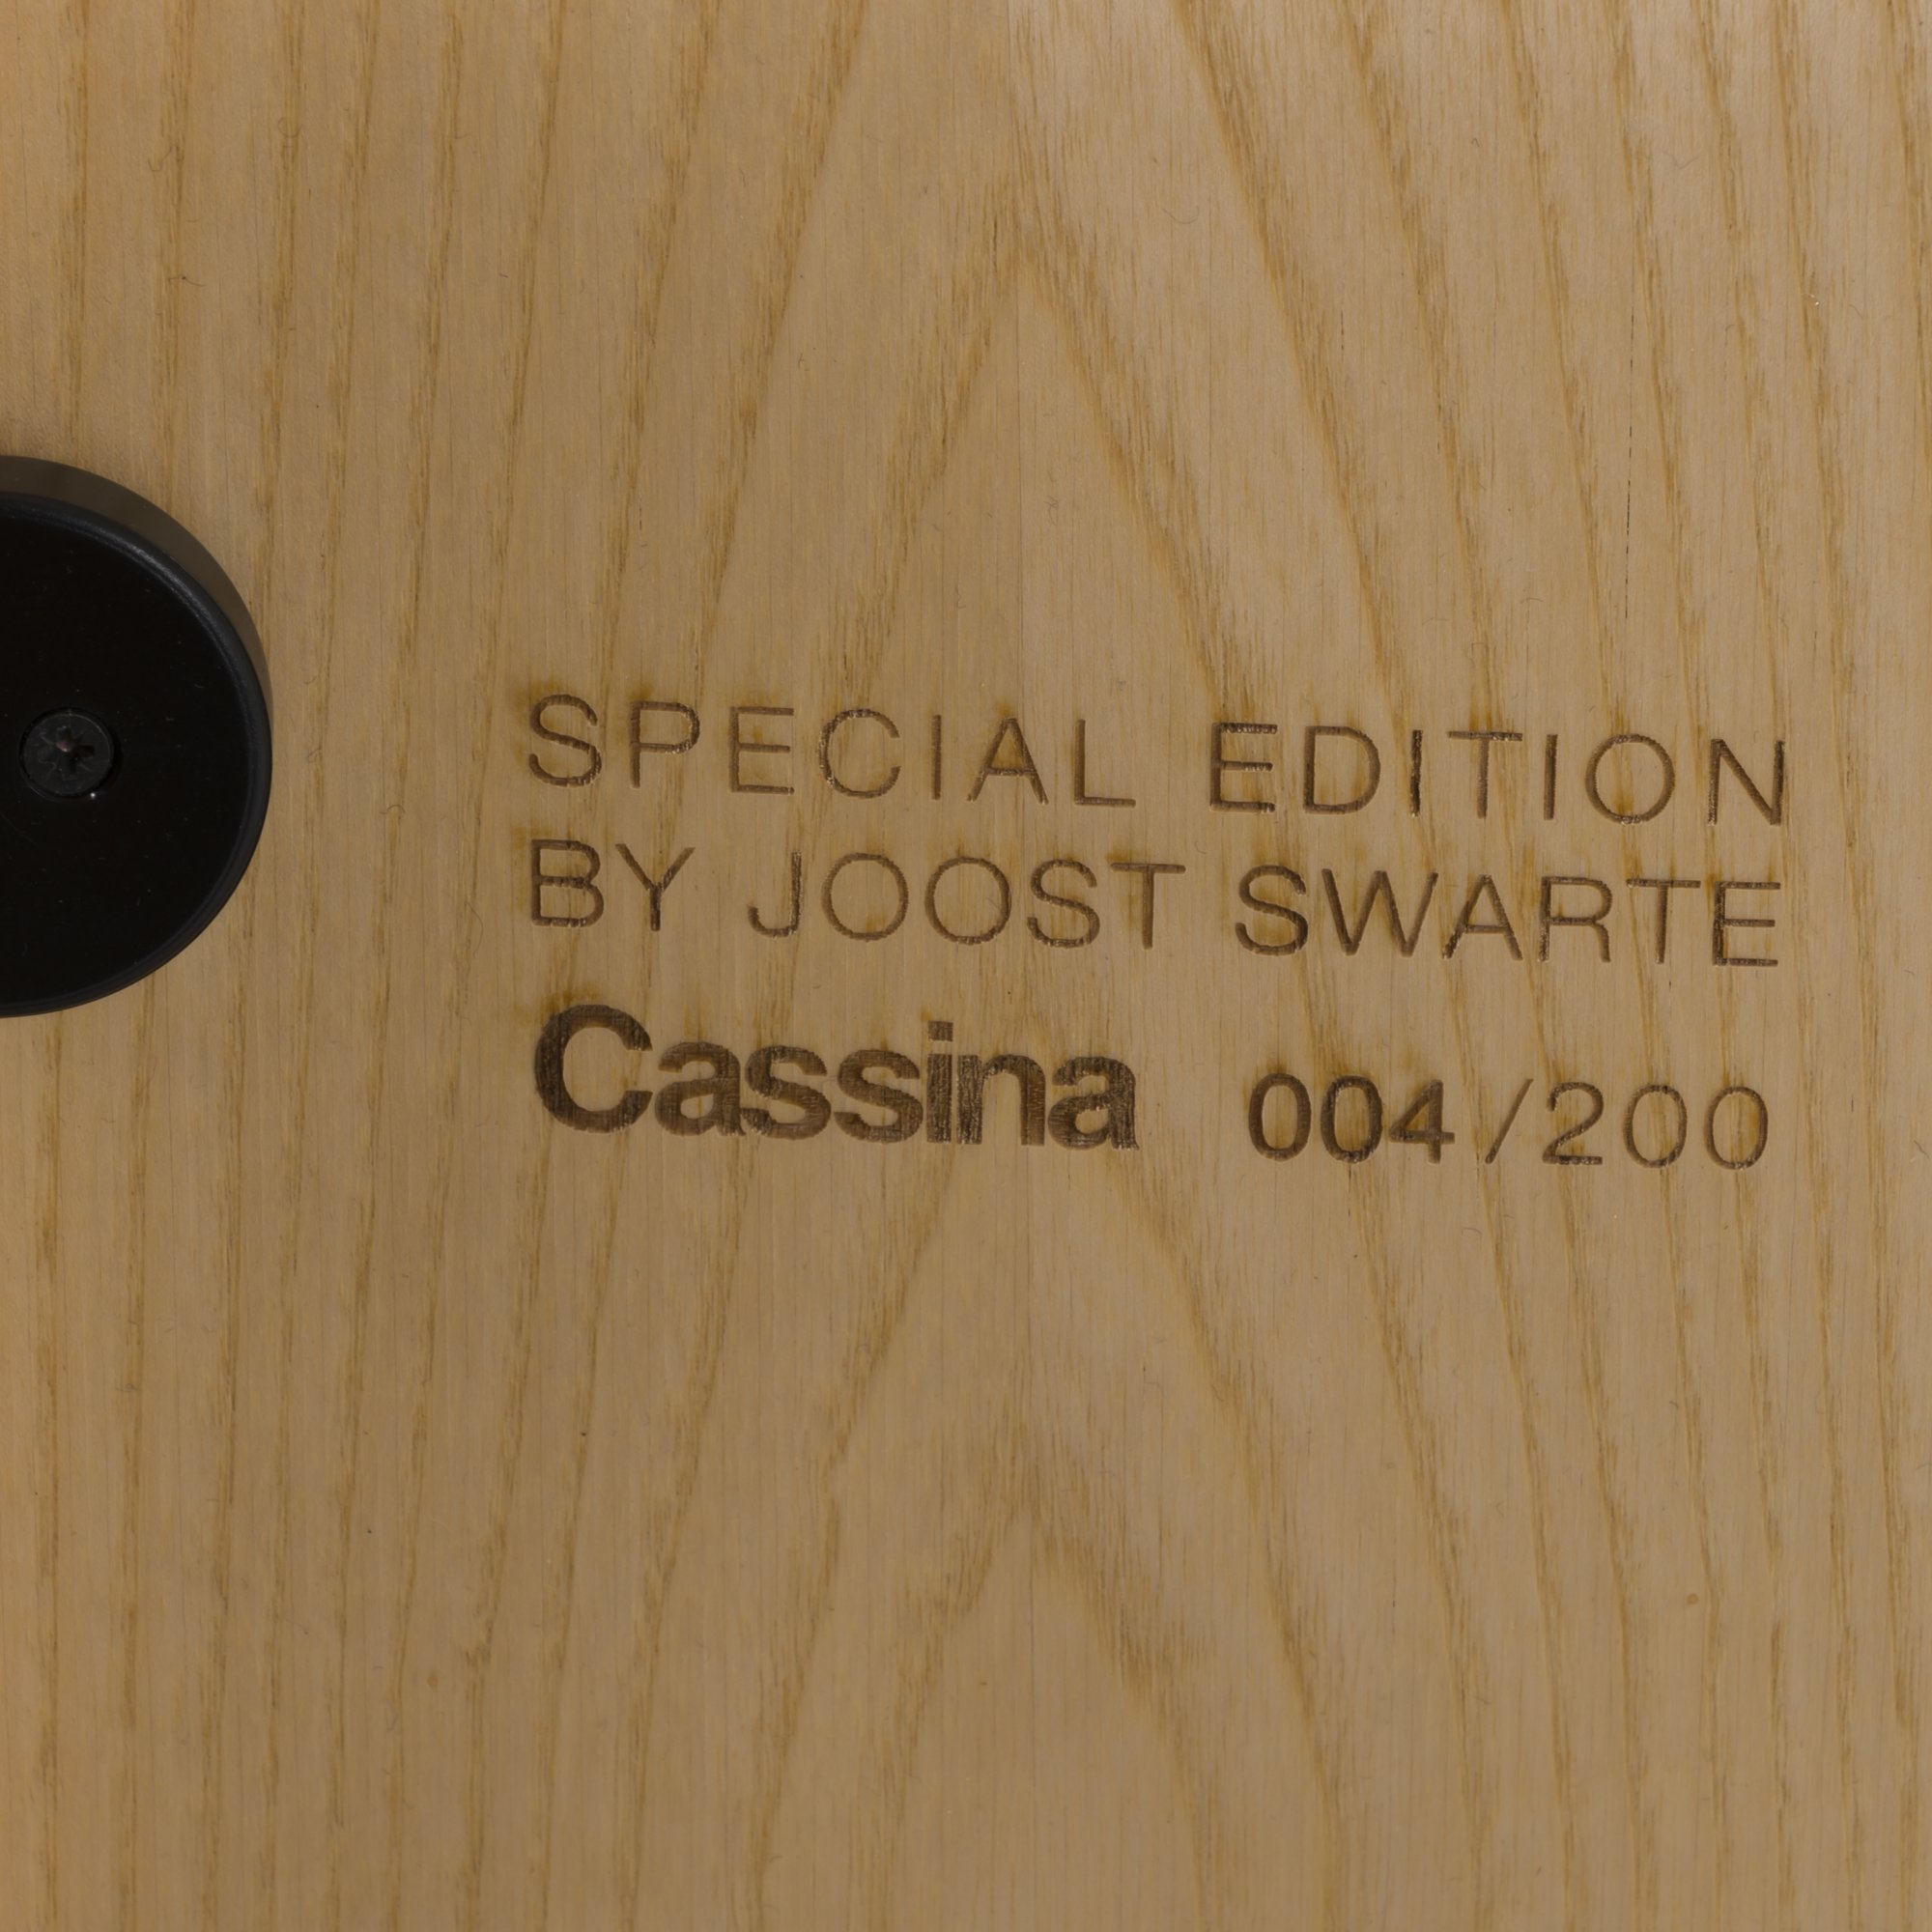 SPECIAL EDITION
BY JOOST SWARTE
Cassina 004/200